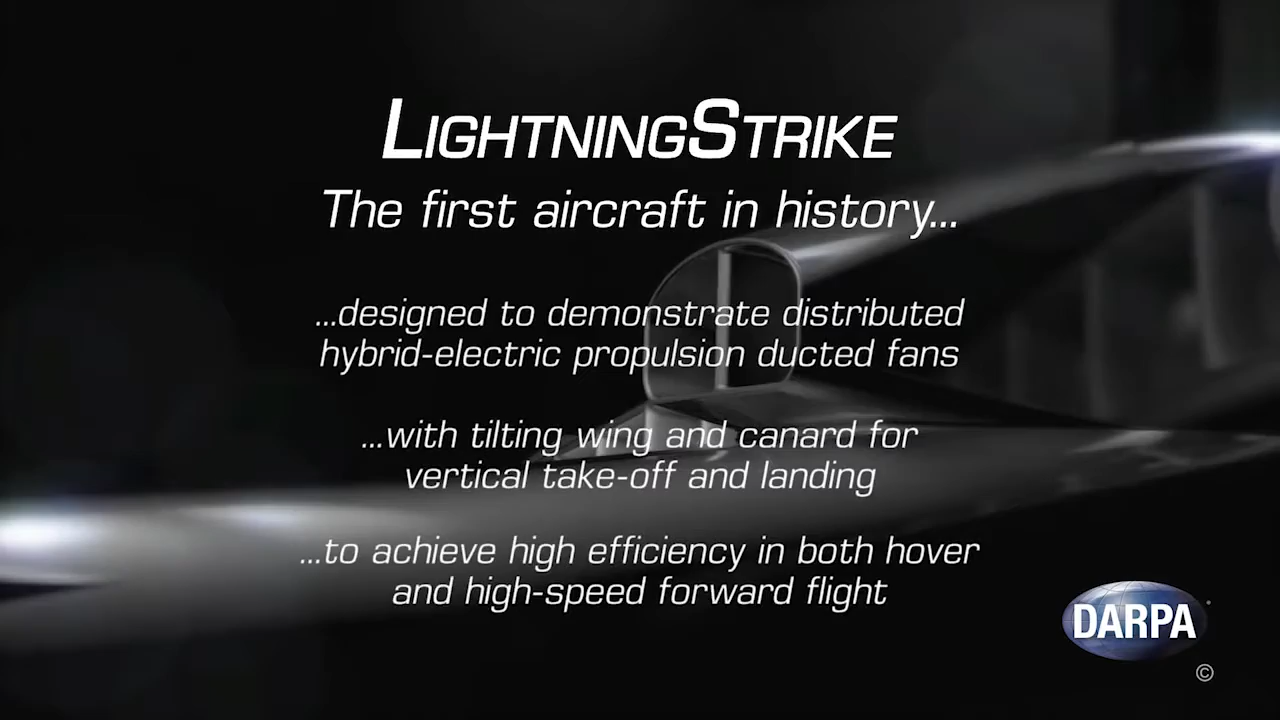 LIGHTNINGSTRIKE
The first aircraft in history...
...designed to demonstrate distributed
hybrid-electric propulsion ducted fans
...with tilting wing and canard for
vertical take-off and landing
...to achieve high efficiency in both hover
and high-speed forward flight
DARPA
©